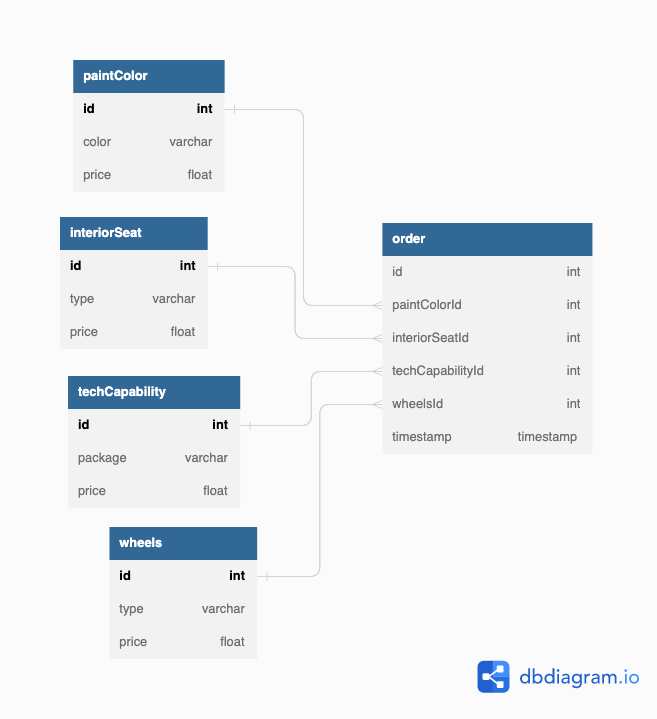 paintColor
id int
color varchar
price float
interiorSeat
id int
type varchar
price float
order
id int
paintColorId int
interiorSeatId int
techCapabilityId int
wheelsId int
timestamp timestamp
techCapability
id int
package varchar
price float
wheels
id int
type varchar
price float
dbdiagram.io